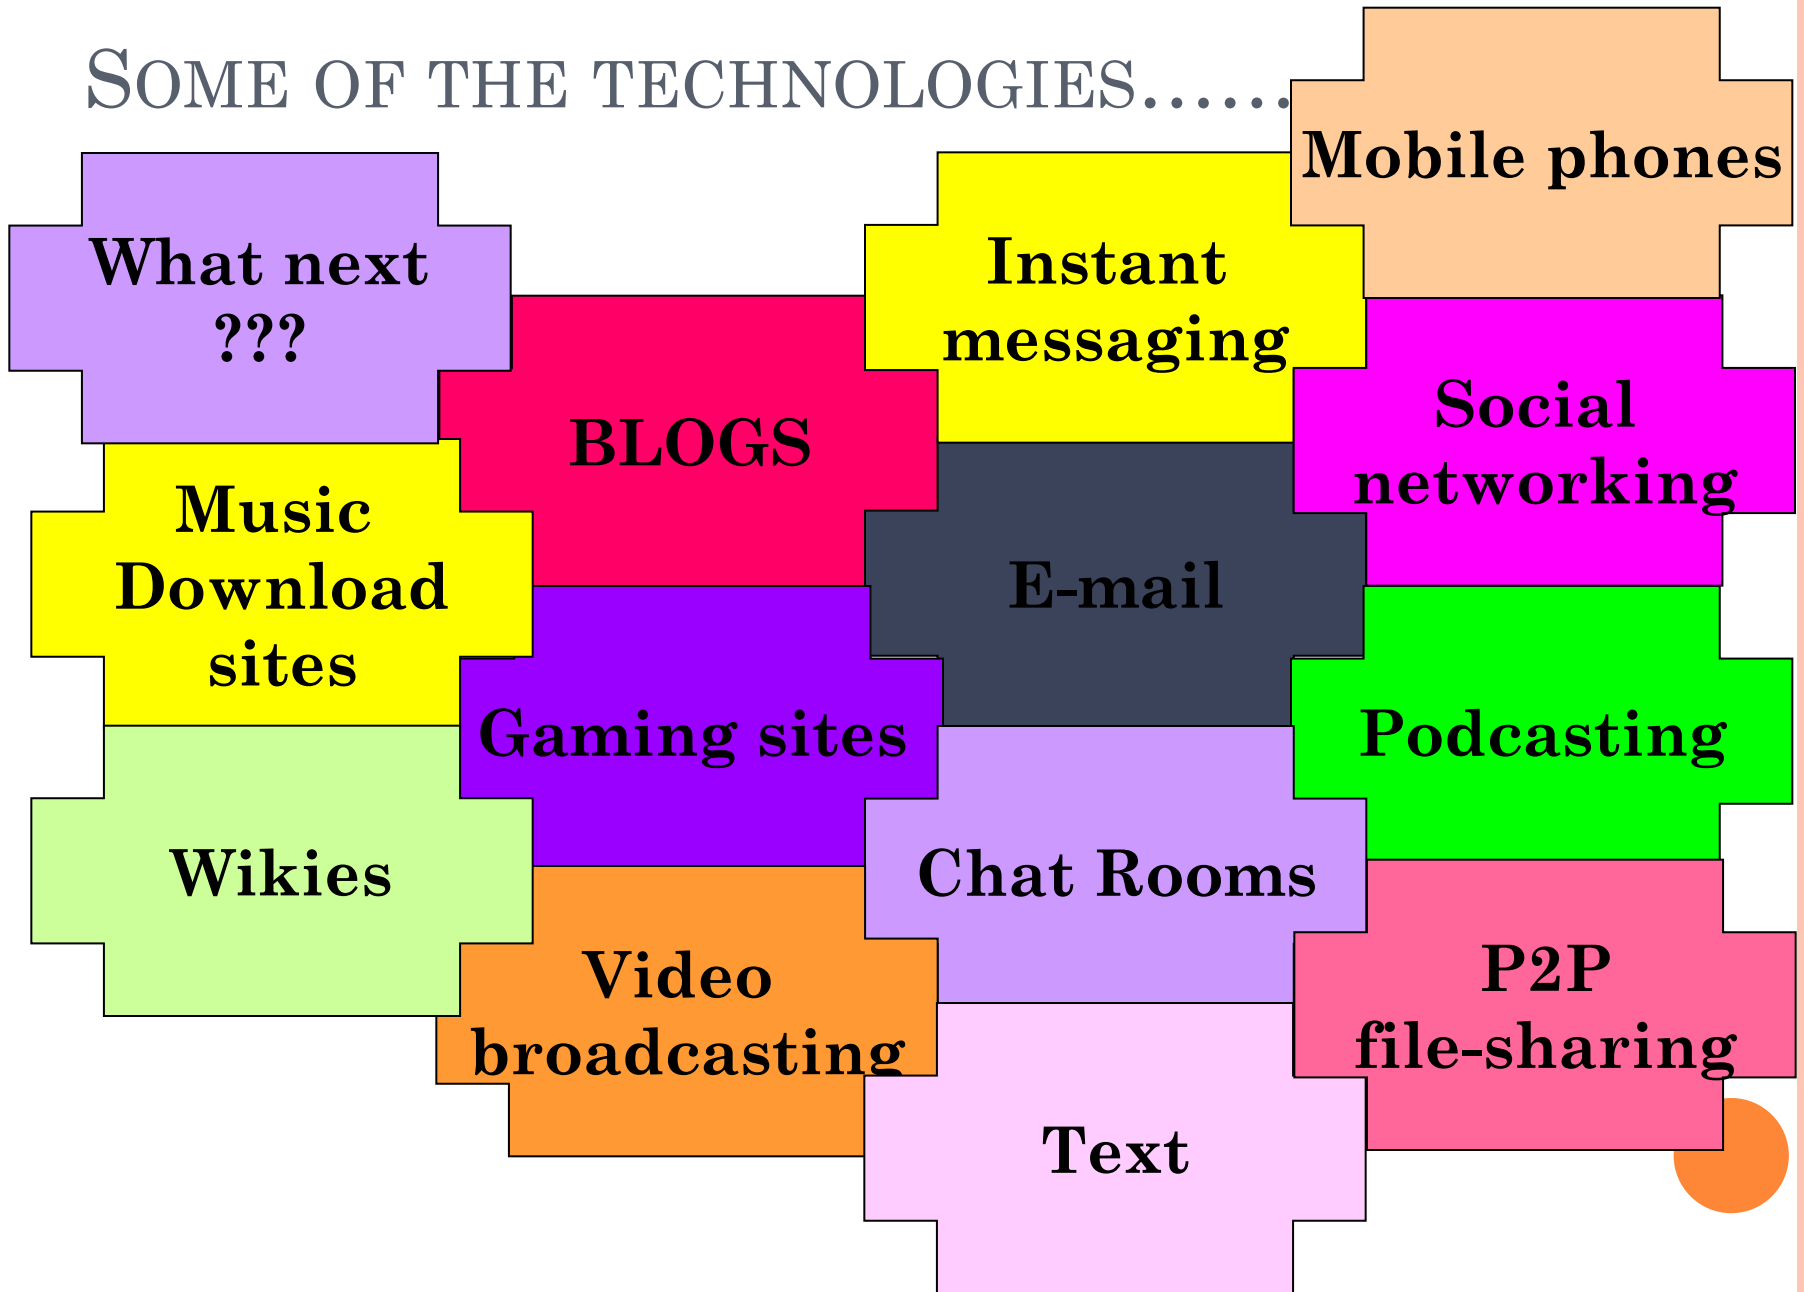 SOME OF THE TECHNOLOGIES......
Mobile phones
What next
???
Instant
messaging
BLOGS
Social
networking
Music
Download
sites
E-mail
Gaming sites
Podcasting
Wikies
Chat Rooms
Video
broadcasting
P2P
file-sharing
Text